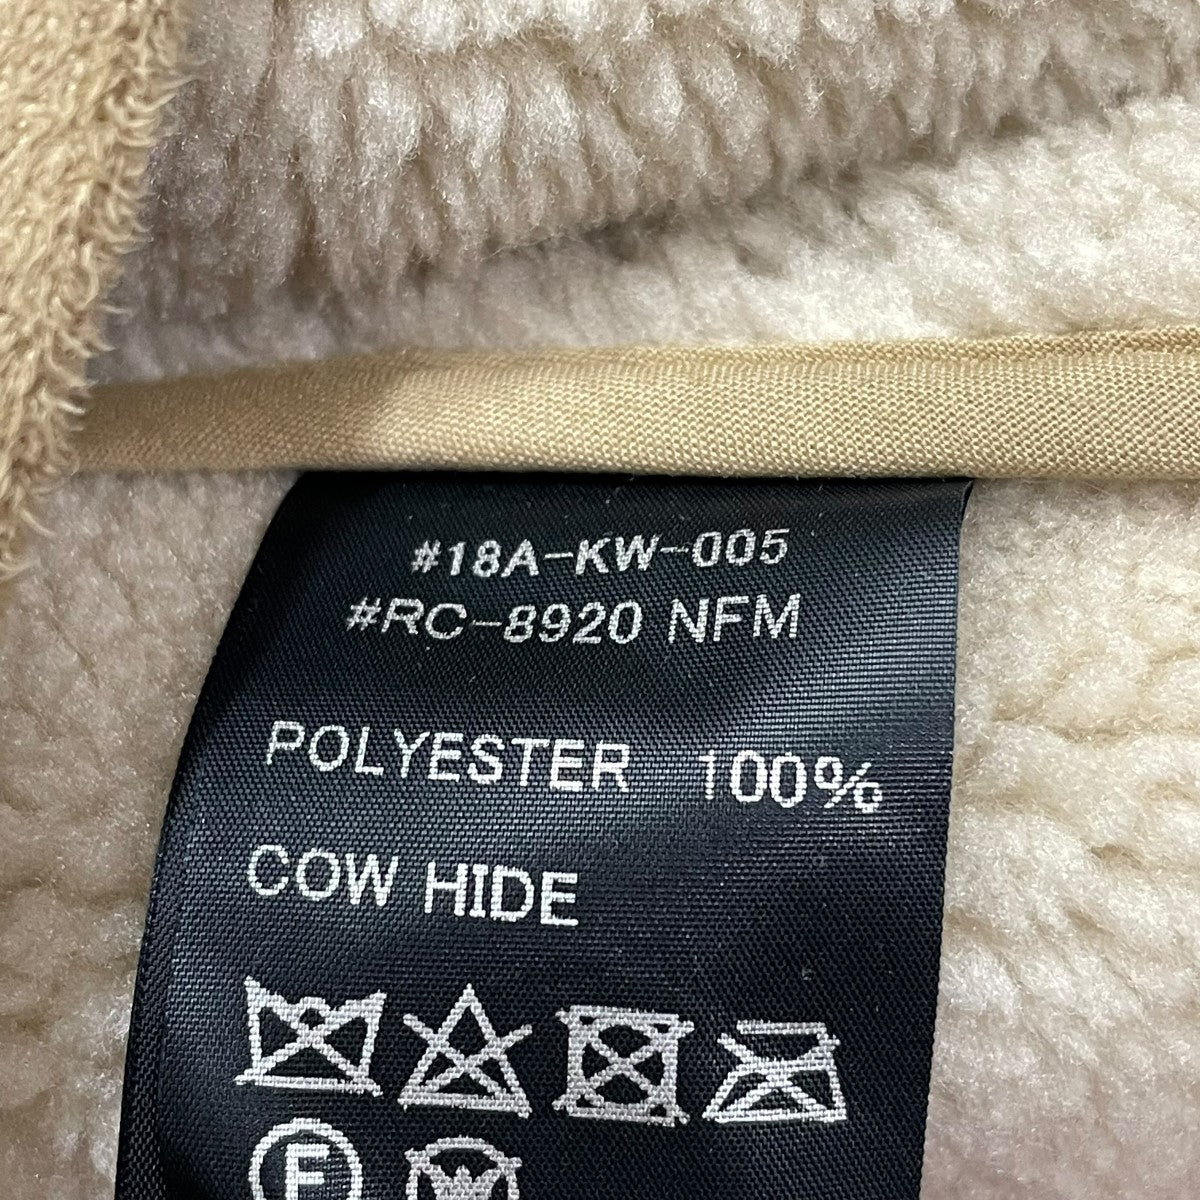 #18A-KW-005
#RC-8920 NFM
POLYESTER 100%
COW HIDE
F